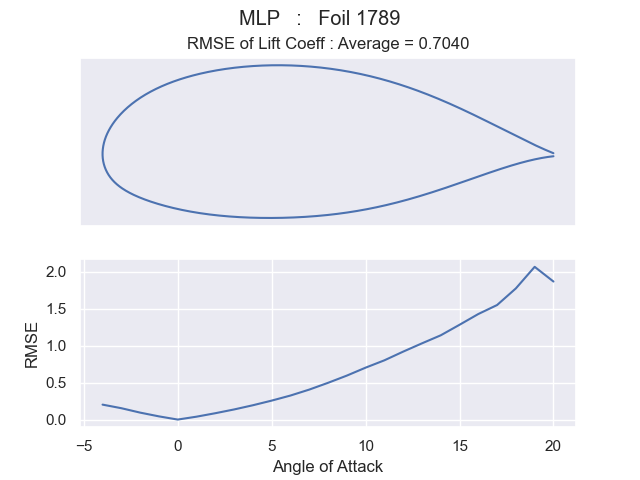 MLP : Foil 1789
RMSE of Lift Coeff : Average = 0.7040
2.0
1.5
1.0
0.5
0.0
RMSE
−5 0 5 10 15 20
Angle of Attack